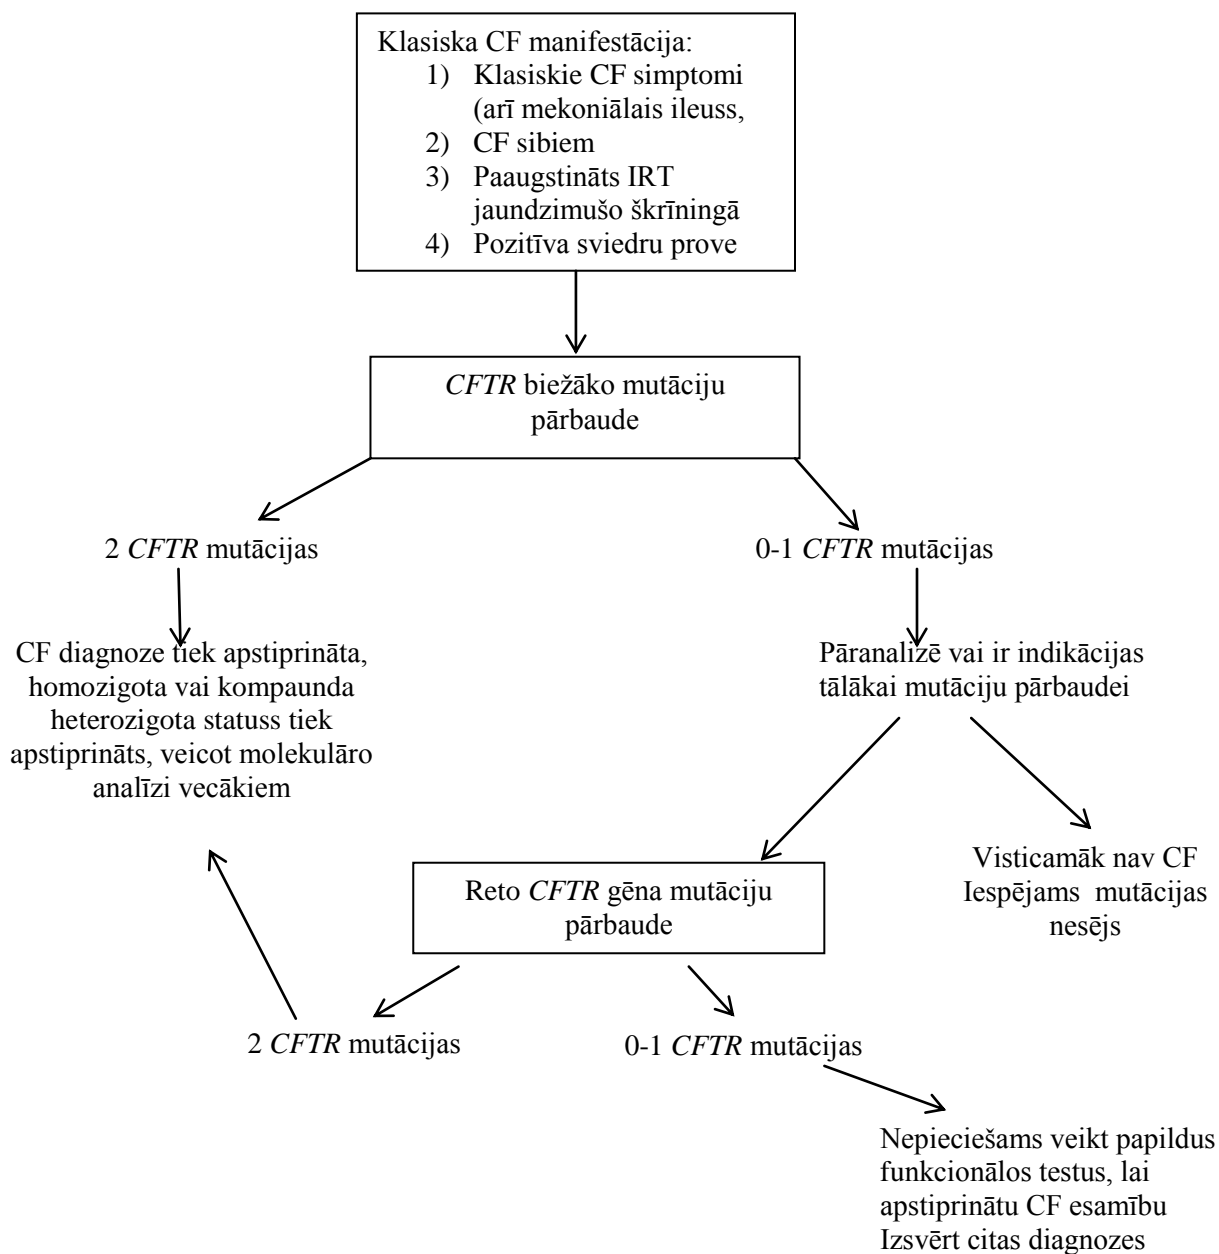 Klasiska CF manifestācija:
1) Klasiskie CF simptomi
(arī mekoniālais ileuss,
2) CF sibiem
3) Paaugstināts IRT
jaundzimušo škrīningā
4) Pozitīva sviedru prove
CFTR biežāko mutāciju
pārbaude
2 CFTR mutācijas
0-1 CFTR mutācijas
CF diagnoze tiek apstiprināta,
homozigota vai kompaunda
heterozigota statuss tiek
apstiprināts, veicot molekulāro
analīzi vecākiem
Pāranalizē vai ir indikācijas
tālākai mutāciju pārbaudei
Reto CFTR gēna mutāciju
pārbaude
Visticamāk nav CF
Iespējams mutācijas
nesējs
2 CFTR mutācijas
0-1 CFTR mutācijas
Nepieciešams veikt papildus
funkcionālos testus, lai
apstiprinātu CF esamību
Izsvērt citas diagnozes